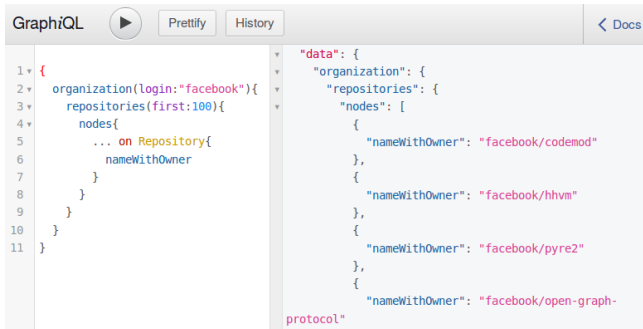 GraphiQL Prettify History Docs
1 {
2 organization(login:"facebook"){
3 repositories(first:100){
4 nodes{
5 ... on Repository{
6 nameWithOwner
7 }
8 }
9 }
10 }
11 }
"data": {
"organization": {
"repositories": {
"nodes": [
{
"nameWithOwner": "facebook/codemod"
},
{
"nameWithOwner": "facebook/hhvm"
},
{
"nameWithOwner": "facebook/pyre2"
},
{
"nameWithOwner": "facebook/open-graph-
protocol"